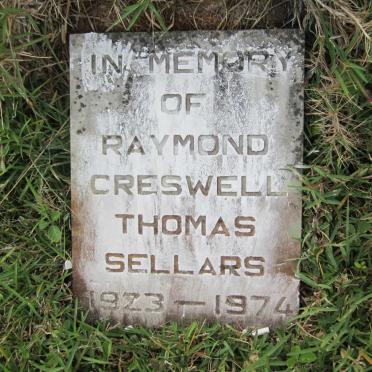 IN MEMORY
OF
RAYMOND
CRESWELL
THOMAS
SELLARS
1923 — 1974